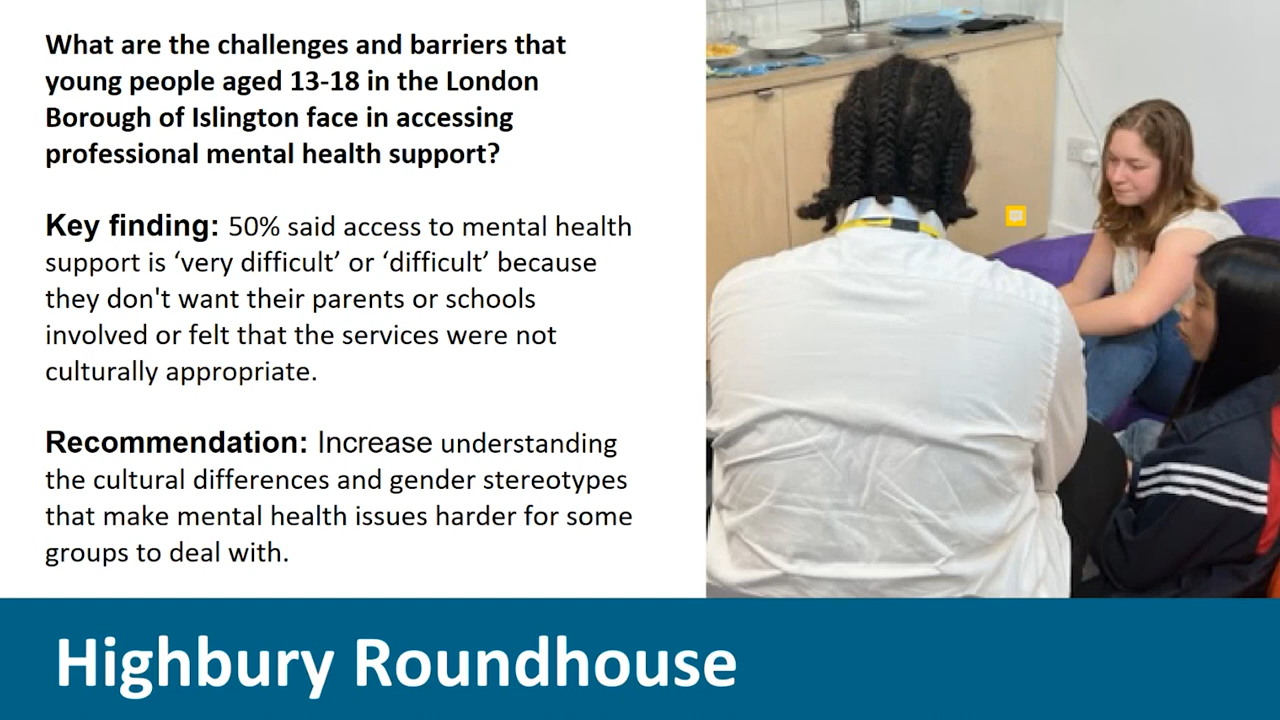 What are the challenges and barriers that
young people aged 13-18 in the London
Borough of Islington face in accessing
professional mental health support?
Key finding: 50% said access to mental health
support is ‘very difficult’ or ‘difficult’ because
they don't want their parents or schools
involved or felt that the services were not
culturally appropriate.
Recommendation: Increase understanding
the cultural differences and gender stereotypes
that make mental health issues harder for some
groups to deal with.
Highbury Roundhouse